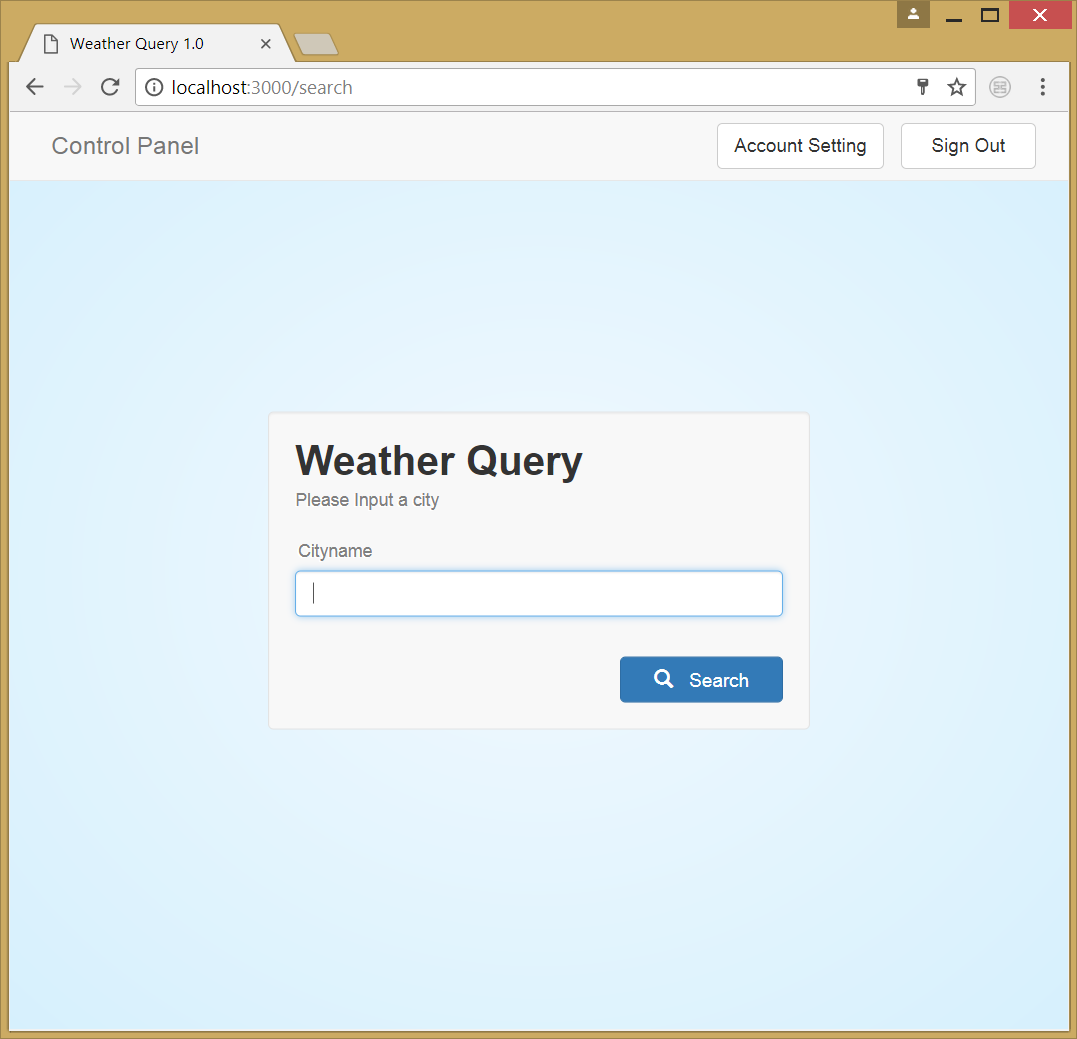 Weather Query 1.0
localhost:3000/search
Control Panel
Account Setting
Sign Out
Weather Query
Please Input a city
Cityname
Search